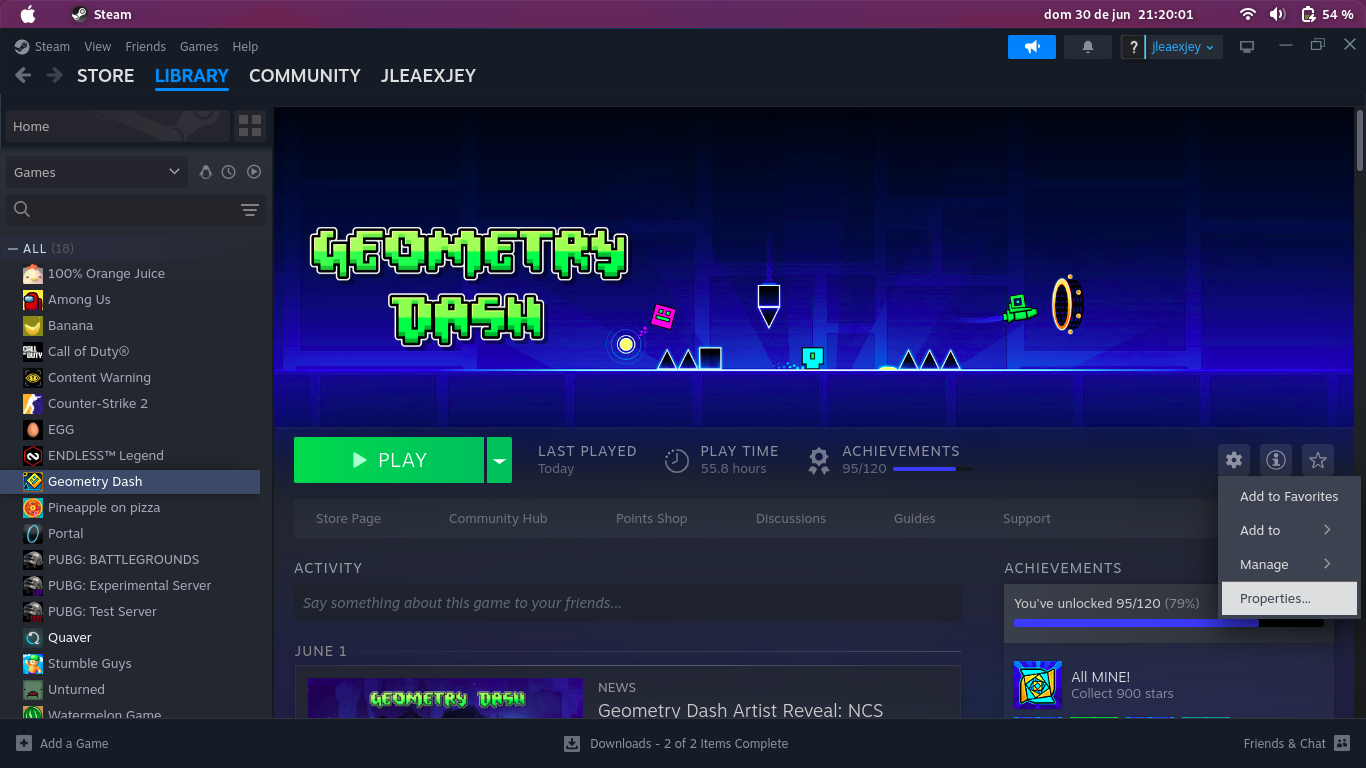 Steam
dom 30 de jun 21:20:01
54 %
Steam View Friends Games Help
? Jleaexjey
STORE LIBRARY COMMUNITY JLEAEXJEY
Home
Games
ALL (18)
100% Orange Juice
Among Us
Banana
Call of Duty®
Content Warning
Counter-Strike 2
EGG
ENDLESS™ Legend
Geometry Dash
Pineapple on pizza
Portal
PUBG: BATTLEGROUNDS
PUBG: Experimental Server
PUBG: Test Server
Quaver
Stumble Guys
Unturned
Watermelon Game
GEOMETRY
DASH
PLAY
LAST PLAYED
Today
PLAY TIME
55.8 hours
ACHIEVEMENTS
95/120
Add to Favorites
Add to
Manage
Properties...
Store Page Community Hub Points Shop Discussions Guides Support
ACTIVITY
Say something about this game to your friends...
JUNE 1
GEOMETRY DASH
NEWS
Geometry Dash Artist Reveal: NCS
ACHIEVEMENTS
You've unlocked 95/120 (79%)
All MINE!
Collect 900 stars
Add a Game
Downloads - 2 of 2 Items Complete
Friends & Chat